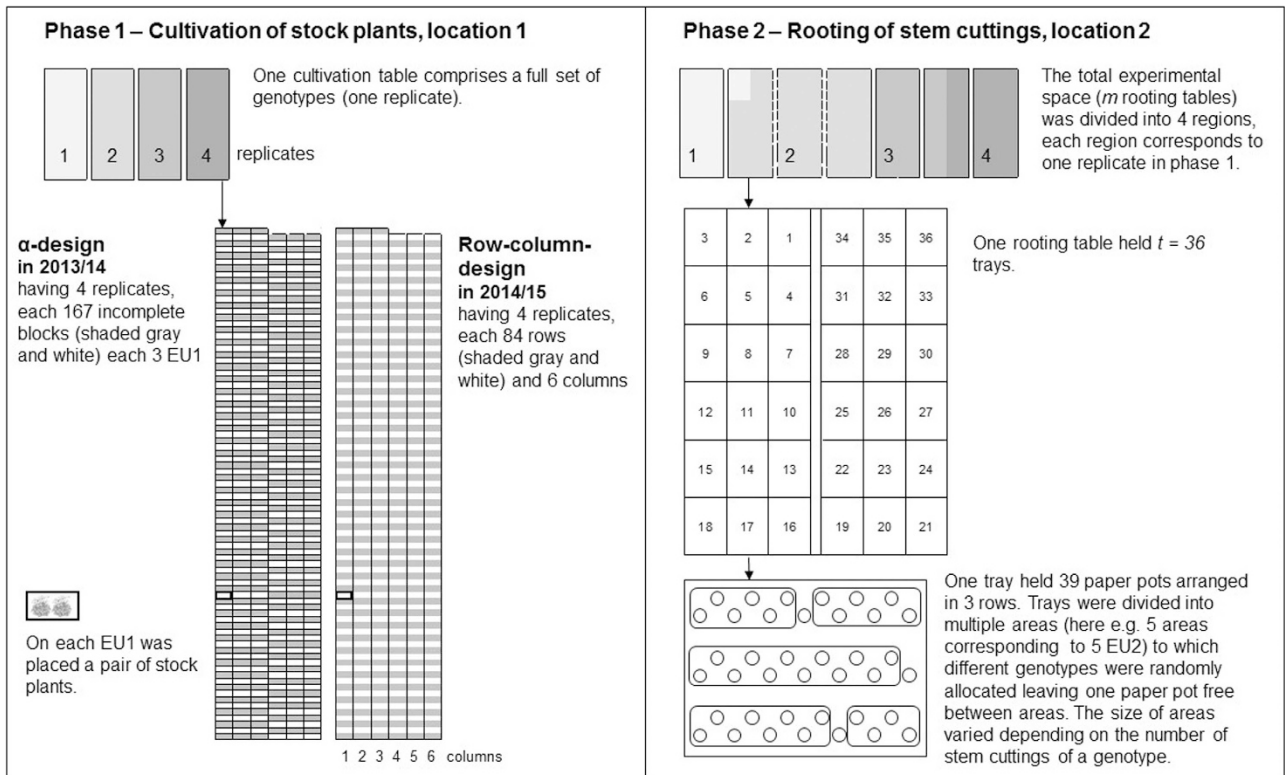 Phase 1 – Cultivation of stock plants, location 1
One cultivation table comprises a full set of
genotypes (one replicate).
1 2 3 4 replicates
α-design
in 2013/14
having 4 replicates,
each 167 incomplete
blocks (shaded gray
and white) each 3 EU1
Row-column-
design
in 2014/15
having 4 replicates,
each 84 rows
(shaded gray and
white) and 6 columns
On each EU1 was
placed a pair of stock
plants.
1 2 3 4 5 6 columns
Phase 2 – Rooting of stem cuttings, location 2
1 2 3 4
The total experimental
space (m rooting tables)
was divided into 4 regions,
each region corresponds to
one replicate in phase 1.
3 2 1 34 35 36
6 5 4 31 32 33
9 8 7 28 29 30
12 11 10 25 26 27
15 14 13 22 23 24
18 17 16 19 20 21
One rooting table held t = 36
trays.
One tray held 39 paper pots arranged
in 3 rows. Trays were divided into
multiple areas (here e.g. 5 areas
corresponding to 5 EU2) to which
different genotypes were randomly
allocated leaving one paper pot free
between areas. The size of areas
varied depending on the number of
stem cuttings of a genotype.